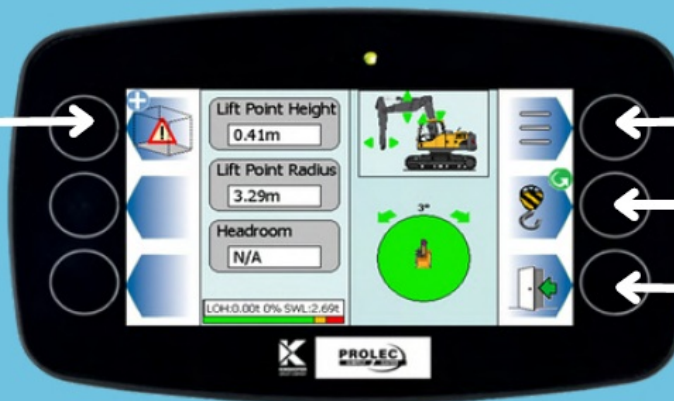 Lift Point Height
0.41m
Lift Point Radius
3.29m
Headroom
N/A
LOH:0.00t 0% SWL:2.69t
3°
K
PROLEC